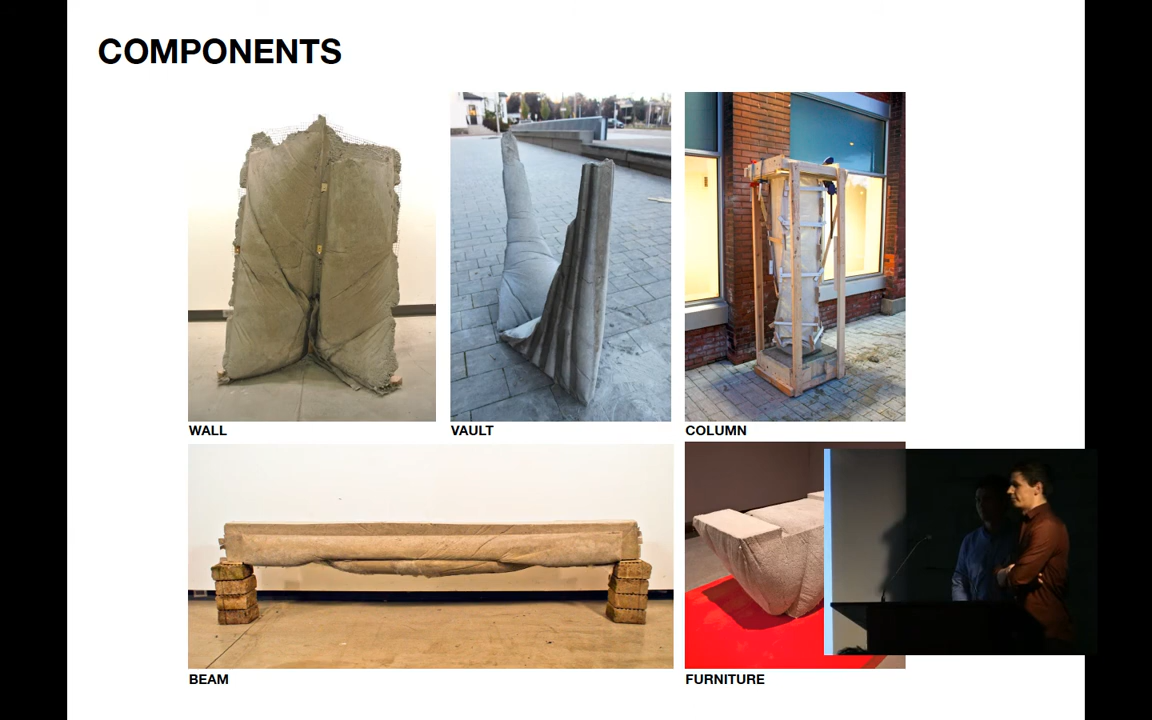 COMPONENTS
WALL
VAULT
COLUMN
BEAM
FURNITURE